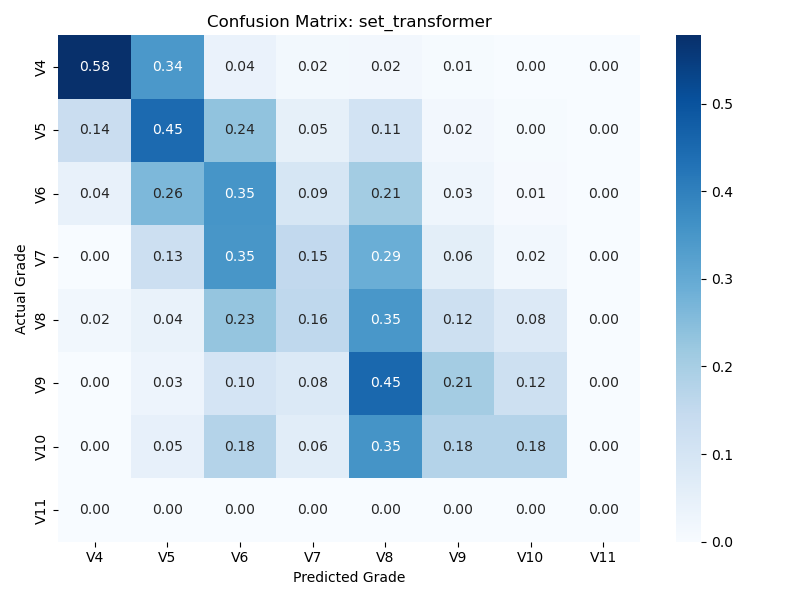 Confusion Matrix: set_transformer
V4 0.58 0.34 0.04 0.02 0.02 0.01 0.00 0.00
V5 0.14 0.45 0.24 0.05 0.11 0.02 0.00 0.00
V6 0.04 0.26 0.35 0.09 0.21 0.03 0.01 0.00
V7 0.00 0.13 0.35 0.15 0.29 0.06 0.02 0.00
V8 0.02 0.04 0.23 0.16 0.35 0.12 0.08 0.00
V9 0.00 0.03 0.10 0.08 0.45 0.21 0.12 0.00
V10 0.00 0.05 0.18 0.06 0.35 0.18 0.18 0.00
V11 0.00 0.00 0.00 0.00 0.00 0.00 0.00 0.00
V4 V5 V6 V7 V8 V9 V10 V11
Predicted Grade
Actual Grade
0.5
0.4
0.3
0.2
0.1
0.0